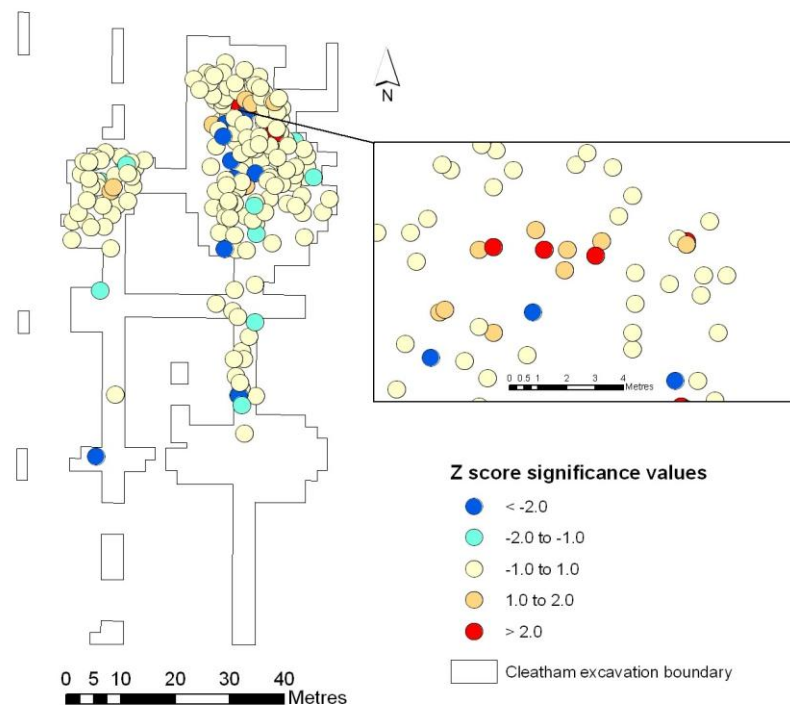 N
0 0.5 1 2 3 4
Metres
Z score significance values
< -2.0
-2.0 to -1.0
-1.0 to 1.0
1.0 to 2.0
> 2.0
Cleatham excavation boundary
0 5 10 20 30 40
Metres